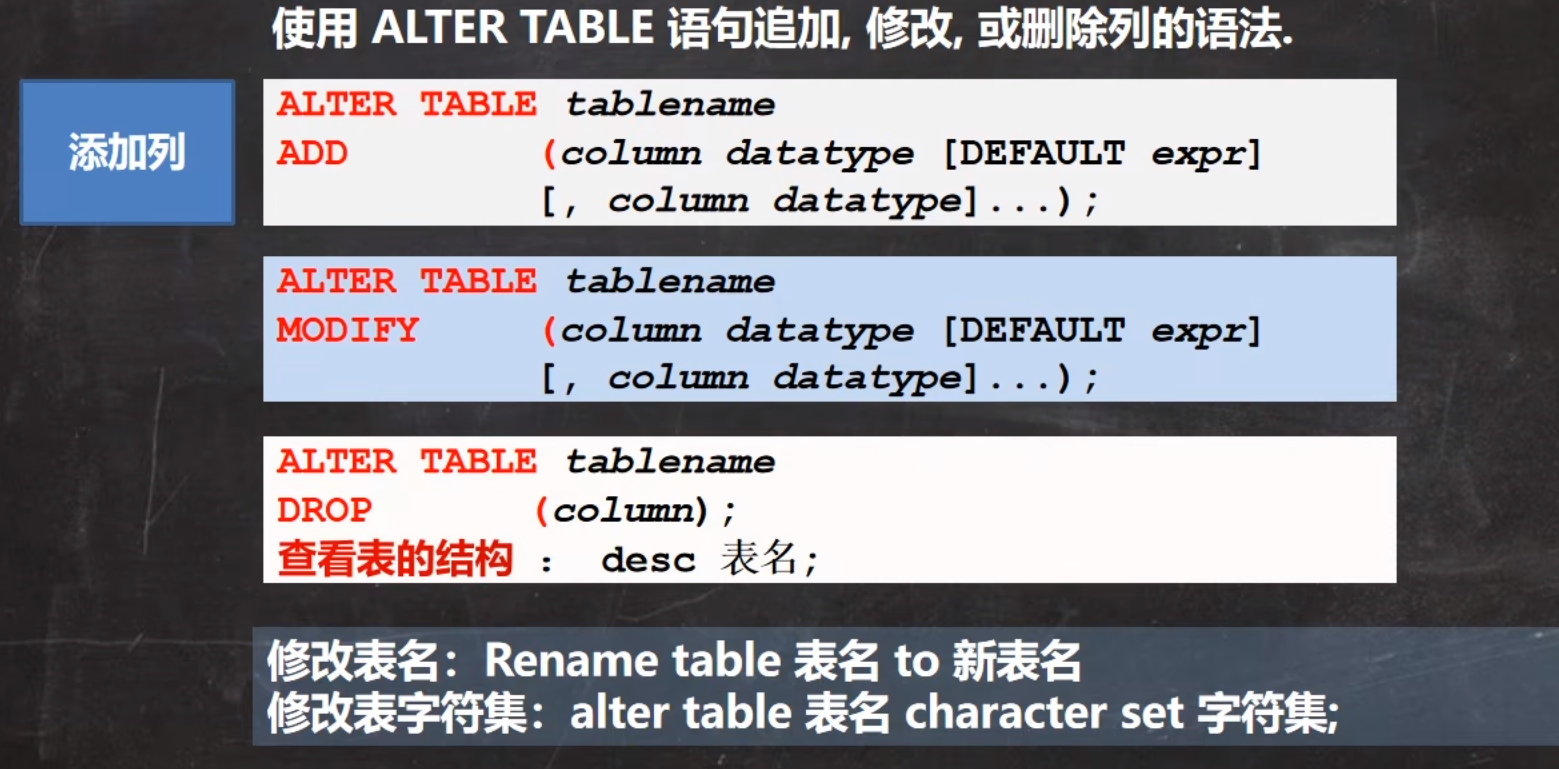 使用 ALTER TABLE 语句追加, 修改, 或删除列的语法.
添加列
ALTER TABLE tablename
ADD (column datatype [DEFAULT expr]
[, column datatype]...);
ALTER TABLE tablename
MODIFY (column datatype [DEFAULT expr]
[, column datatype]...);
ALTER TABLE tablename
DROP (column);
查看表的结构 ： desc 表名;
修改表名：Rename table 表名 to 新表名
修改表字符集：alter table 表名 character set 字符集;